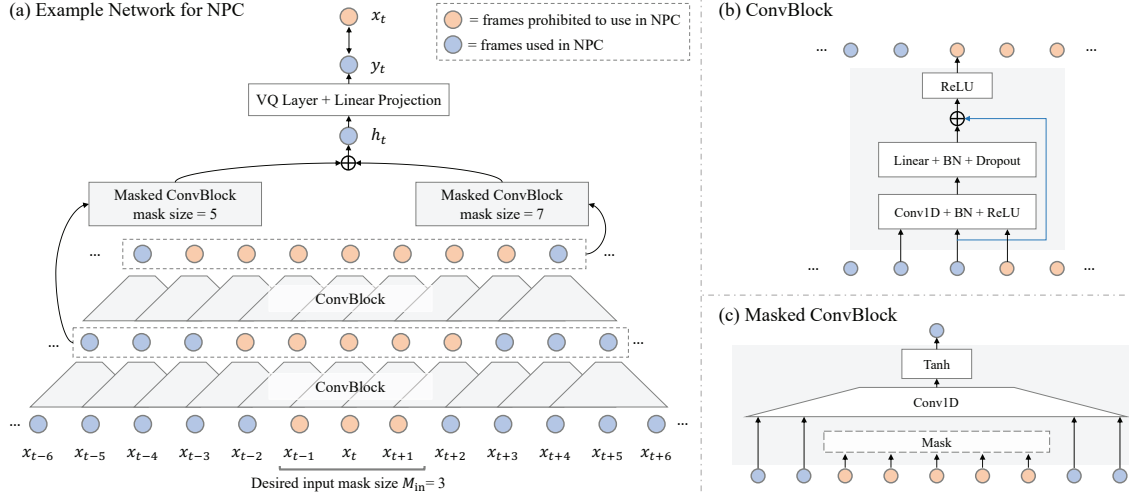 (a) Example Network for NPC
x_t
= frames prohibited to use in NPC
= frames used in NPC
y_t
VQ Layer + Linear Projection
h_t
Masked ConvBlock
mask size = 5
Masked ConvBlock
mask size = 7
... ...
ConvBlock
... ...
ConvBlock
... ...
x_{t-6} x_{t-5} x_{t-4} x_{t-3} x_{t-2} x_{t-1} x_t x_{t+1} x_{t+2} x_{t+3} x_{t+4} x_{t+5} x_{t+6}
Desired input mask size M_in = 3
(b) ConvBlock
... ...
ReLU
Linear + BN + Dropout
Conv1D + BN + ReLU
... ...
(c) Masked ConvBlock
Tanh
Conv1D
Mask